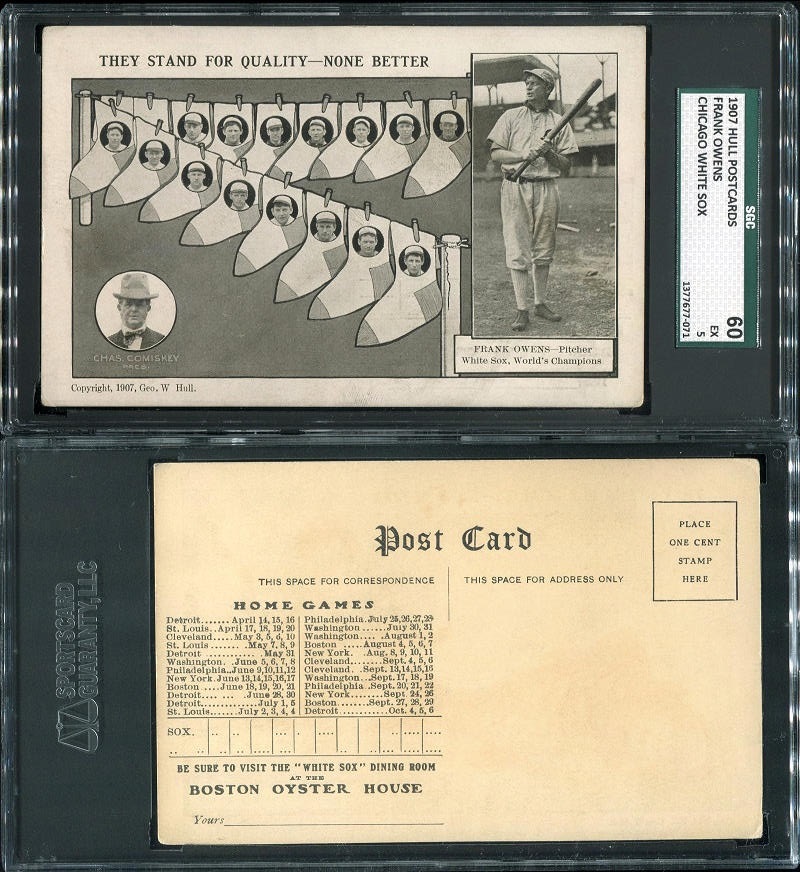 THEY STAND FOR QUALITY—NONE BETTER
CHAS. COMISKEY
PRES.
FRANK OWENS—Pitcher
White Sox, World's Champions
Copyright, 1907, Geo. W Hull.
1907 HULL POSTCARDS
FRANK OWENS
CHICAGO WHITE SOX
SGC
60
EX
5
1377677-071
SPORTSCARD
GUARANTY, LLC
Post Card
PLACE
ONE CENT
STAMP
HERE
THIS SPACE FOR CORRESPONDENCE
THIS SPACE FOR ADDRESS ONLY
HOME GAMES
Detroit....... April 14, 15, 16
St. Louis.. April 17, 18, 19, 20
Cleveland.... May 3, 5, 6, 10
St. Louis ....... May 7, 8, 9
Detroit ............ May 31
Washington. June 5, 6, 7, 8
Philadelphia..June 9,10,11,12
New York June 13,14,15,16,17
Boston .... June 18, 19, 20, 21
Detroit.... .... June 28, 30
Detroit.............July 1, 5
St. Louis.......July 2, 3, 4, 4
Philadelphia July 25,26,27,28
Washington ......July 30, 31
Washington.... .August 1, 2
Boston ..... August 4, 5, 6, 7
New York. Aug. 8, 9, 10, 11
Cleveland.......Sept. 4, 5, 6
Cleveland . Sept. 13,14,15,16
Washington...Sept. 17, 18, 19
Philadelphia .Sept. 20, 21, 22
New York.......Sept 24, 26
Boston.......Sept. 27, 28, 29
Detroit...........Oct. 4, 5, 6
SOX.
BE SURE TO VISIT THE "WHITE SOX" DINING ROOM
AT THE
BOSTON OYSTER HOUSE
Yours